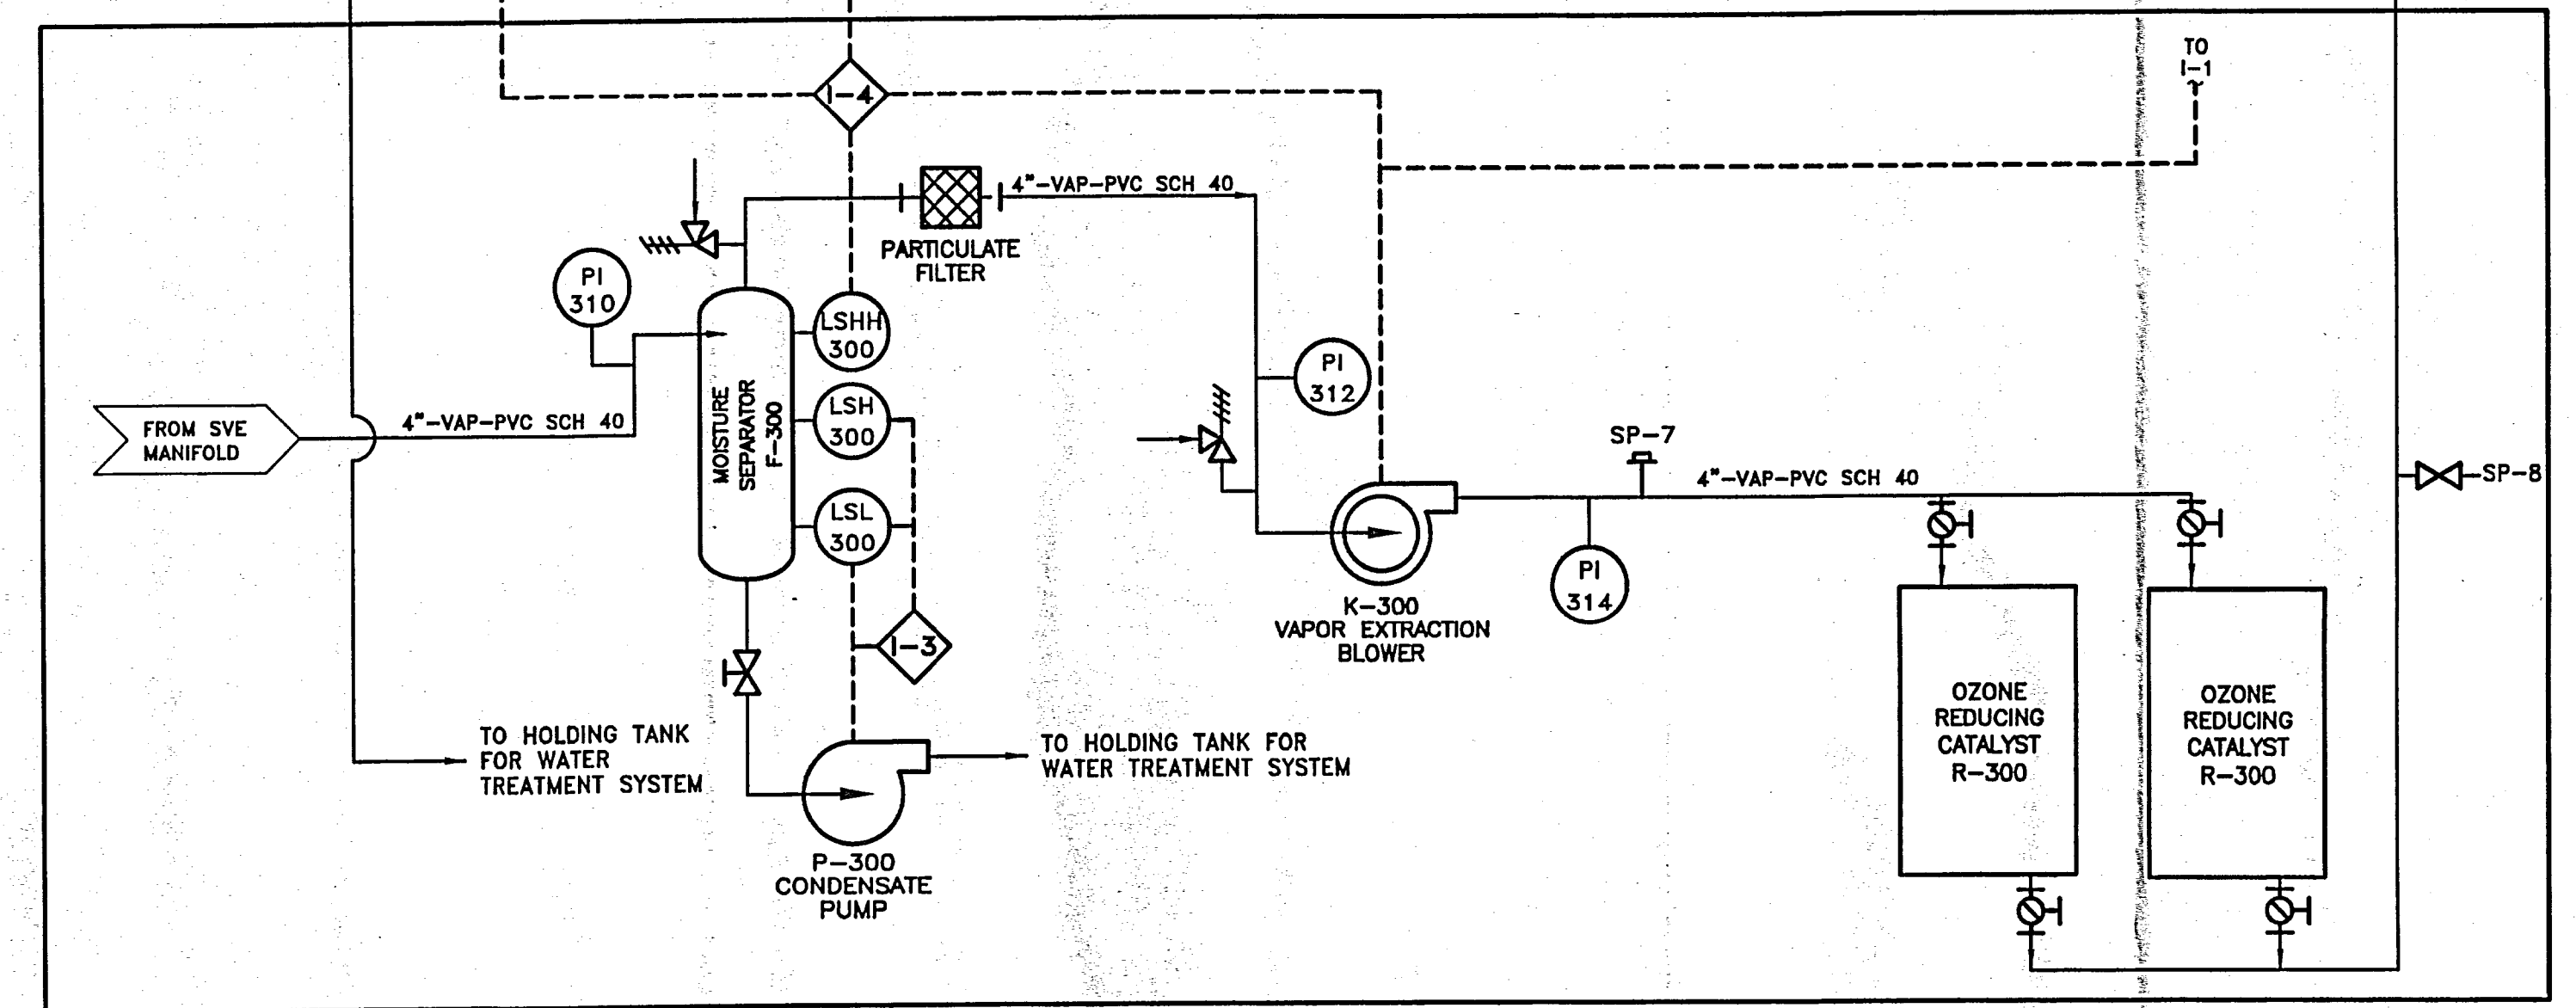 TO
I-1
I-4
4"-VAP-PVC SCH 40
PARTICULATE
FILTER
PI
310
LSHH
300
PI
312
LSH
300
MOISTURE
SEPARATOR
F-300
FROM SVE
MANIFOLD
4"-VAP-PVC SCH 40
SP-7
4"-VAP-PVC SCH 40
SP-8
LSL
300
PI
314
K-300
VAPOR EXTRACTION
BLOWER
I-3
OZONE
REDUCING
CATALYST
R-300
OZONE
REDUCING
CATALYST
R-300
TO HOLDING TANK
FOR WATER
TREATMENT SYSTEM
TO HOLDING TANK FOR
WATER TREATMENT SYSTEM
P-300
CONDENSATE
PUMP